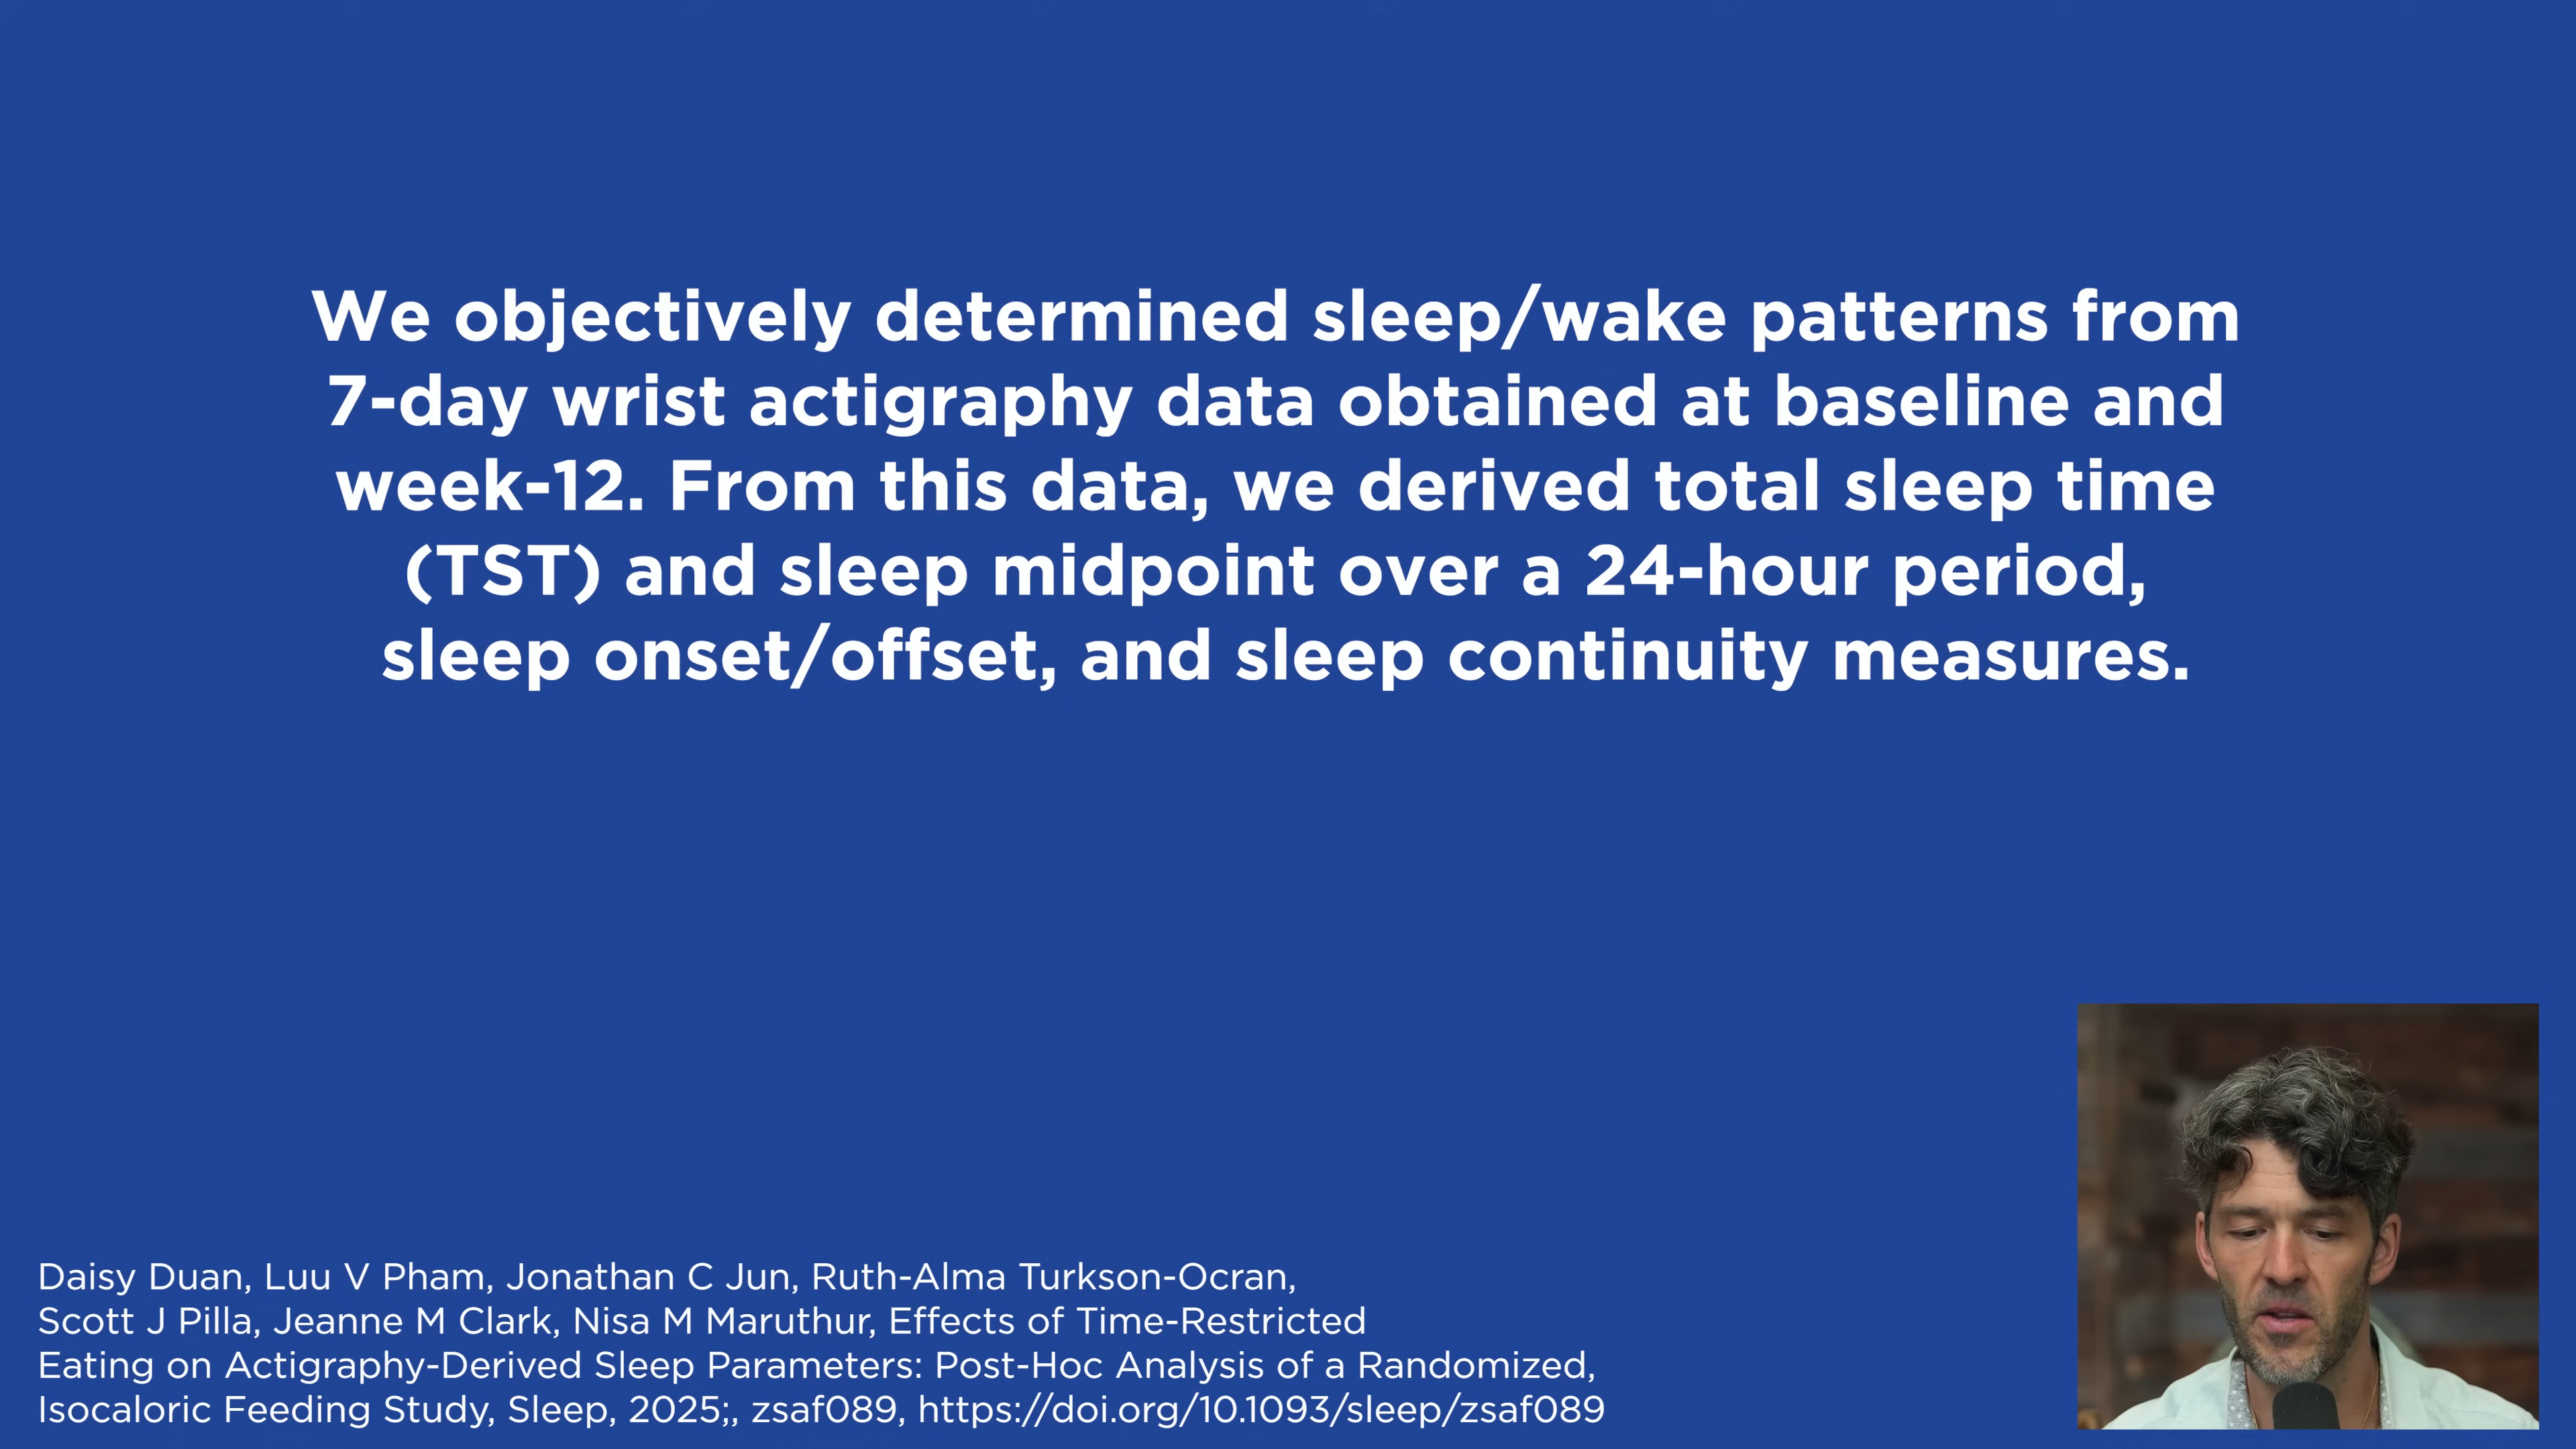 We objectively determined sleep/wake patterns from
7-day wrist actigraphy data obtained at baseline and
week-12. From this data, we derived total sleep time
(TST) and sleep midpoint over a 24-hour period,
sleep onset/offset, and sleep continuity measures.
Daisy Duan, Luu V Pham, Jonathan C Jun, Ruth-Alma Turkson-Ocran,
Scott J Pilla, Jeanne M Clark, Nisa M Maruthur, Effects of Time-Restricted
Eating on Actigraphy-Derived Sleep Parameters: Post-Hoc Analysis of a Randomized,
Isocaloric Feeding Study, Sleep, 2025;, zsaf089, https://doi.org/10.1093/sleep/zsaf089